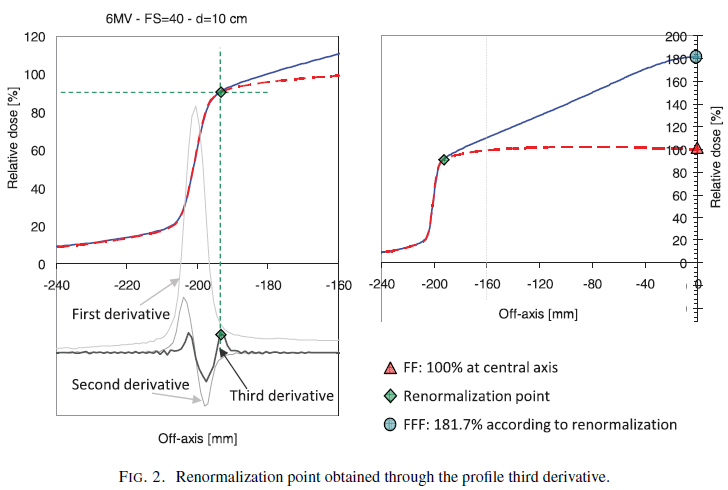 6MV - FS=40 - d=10 cm
120
100
80
60
40
20
0
Relative dose [%]
-240
-220
-200
-180
-160
First derivative
Second derivative
Third derivative
Off-axis [mm]
200
180
160
140
120
100
80
60
40
20
0
Relative dose [%]
-240
-200
-160
-120
-80
-40
0
Off-axis [mm]
FF: 100% at central axis
Renormalization point
FFF: 181.7% according to renormalization
FIG. 2. Renormalization point obtained through the profile third derivative.